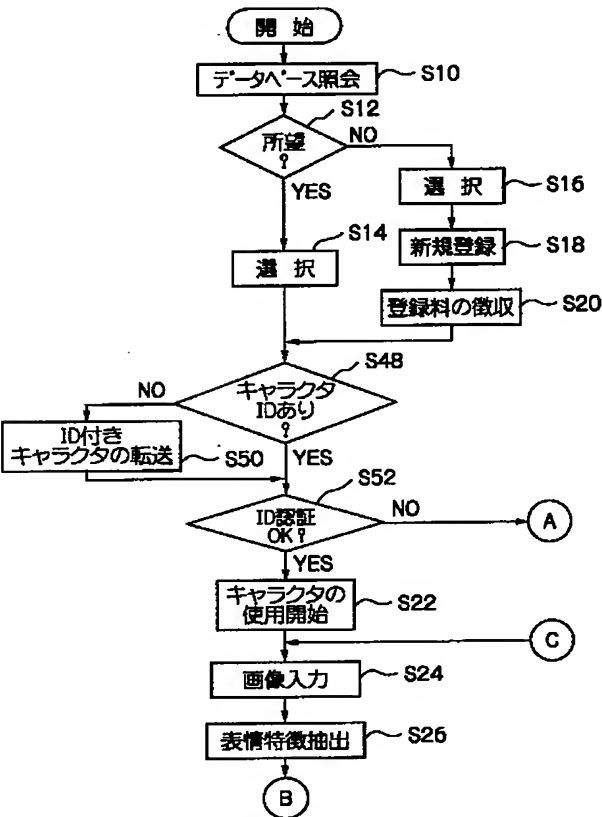 開 始
データベース照会
S10
S12
所望
?
NO
YES
選 択
S16
S14
選 択
新規登録
S18
登録料の徴収
S20
S48
NO
キャラクタ
IDあり
?
ID付き
キャラクタの転送
S50
YES
S52
ID認証
OK?
NO
A
YES
キャラクタの
使用開始
S22
C
画像入力
S24
表情特徴抽出
S26
B